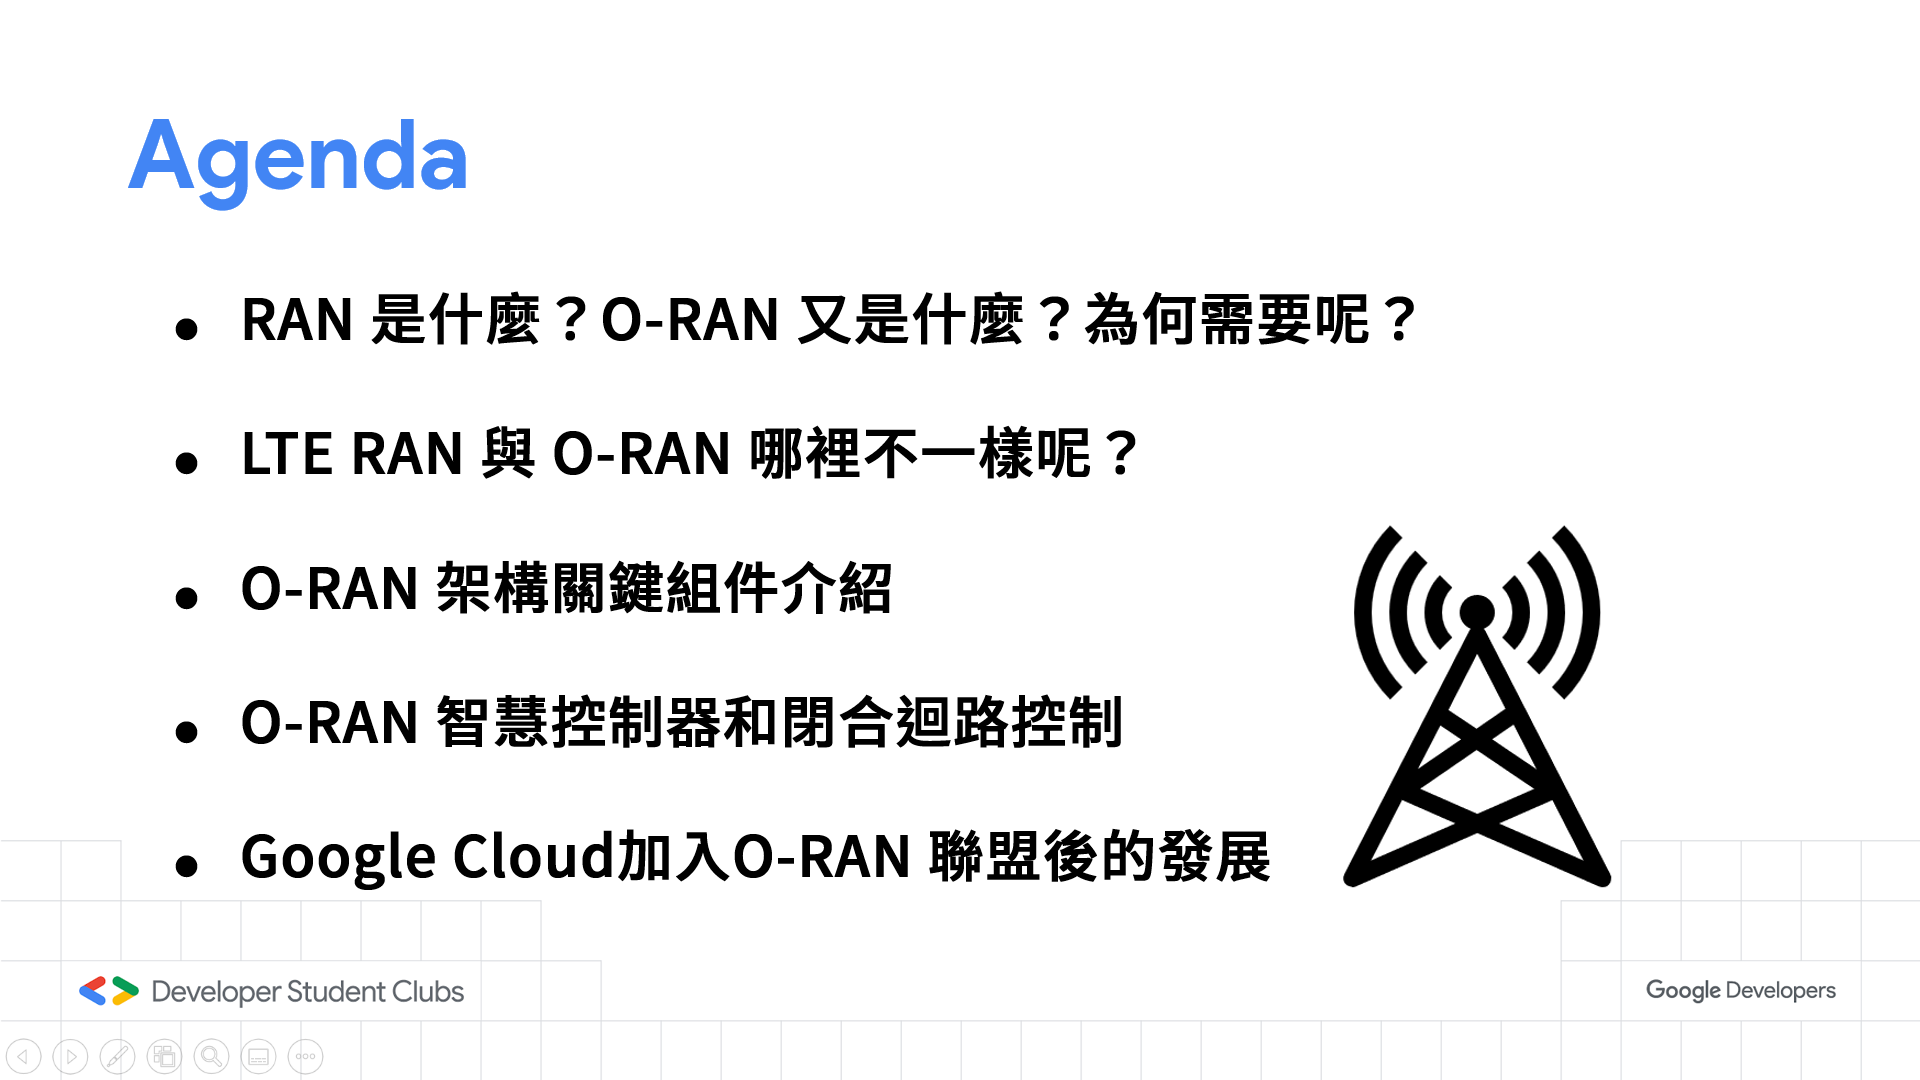 Agenda
● RAN 是什麼？O-RAN 又是什麼？為何需要呢？
● LTE RAN 與 O-RAN 哪裡不一樣呢？
● O-RAN 架構關鍵組件介紹
● O-RAN 智慧控制器和閉合迴路控制
● Google Cloud加入O-RAN 聯盟後的發展
Developer Student Clubs
Google Developers